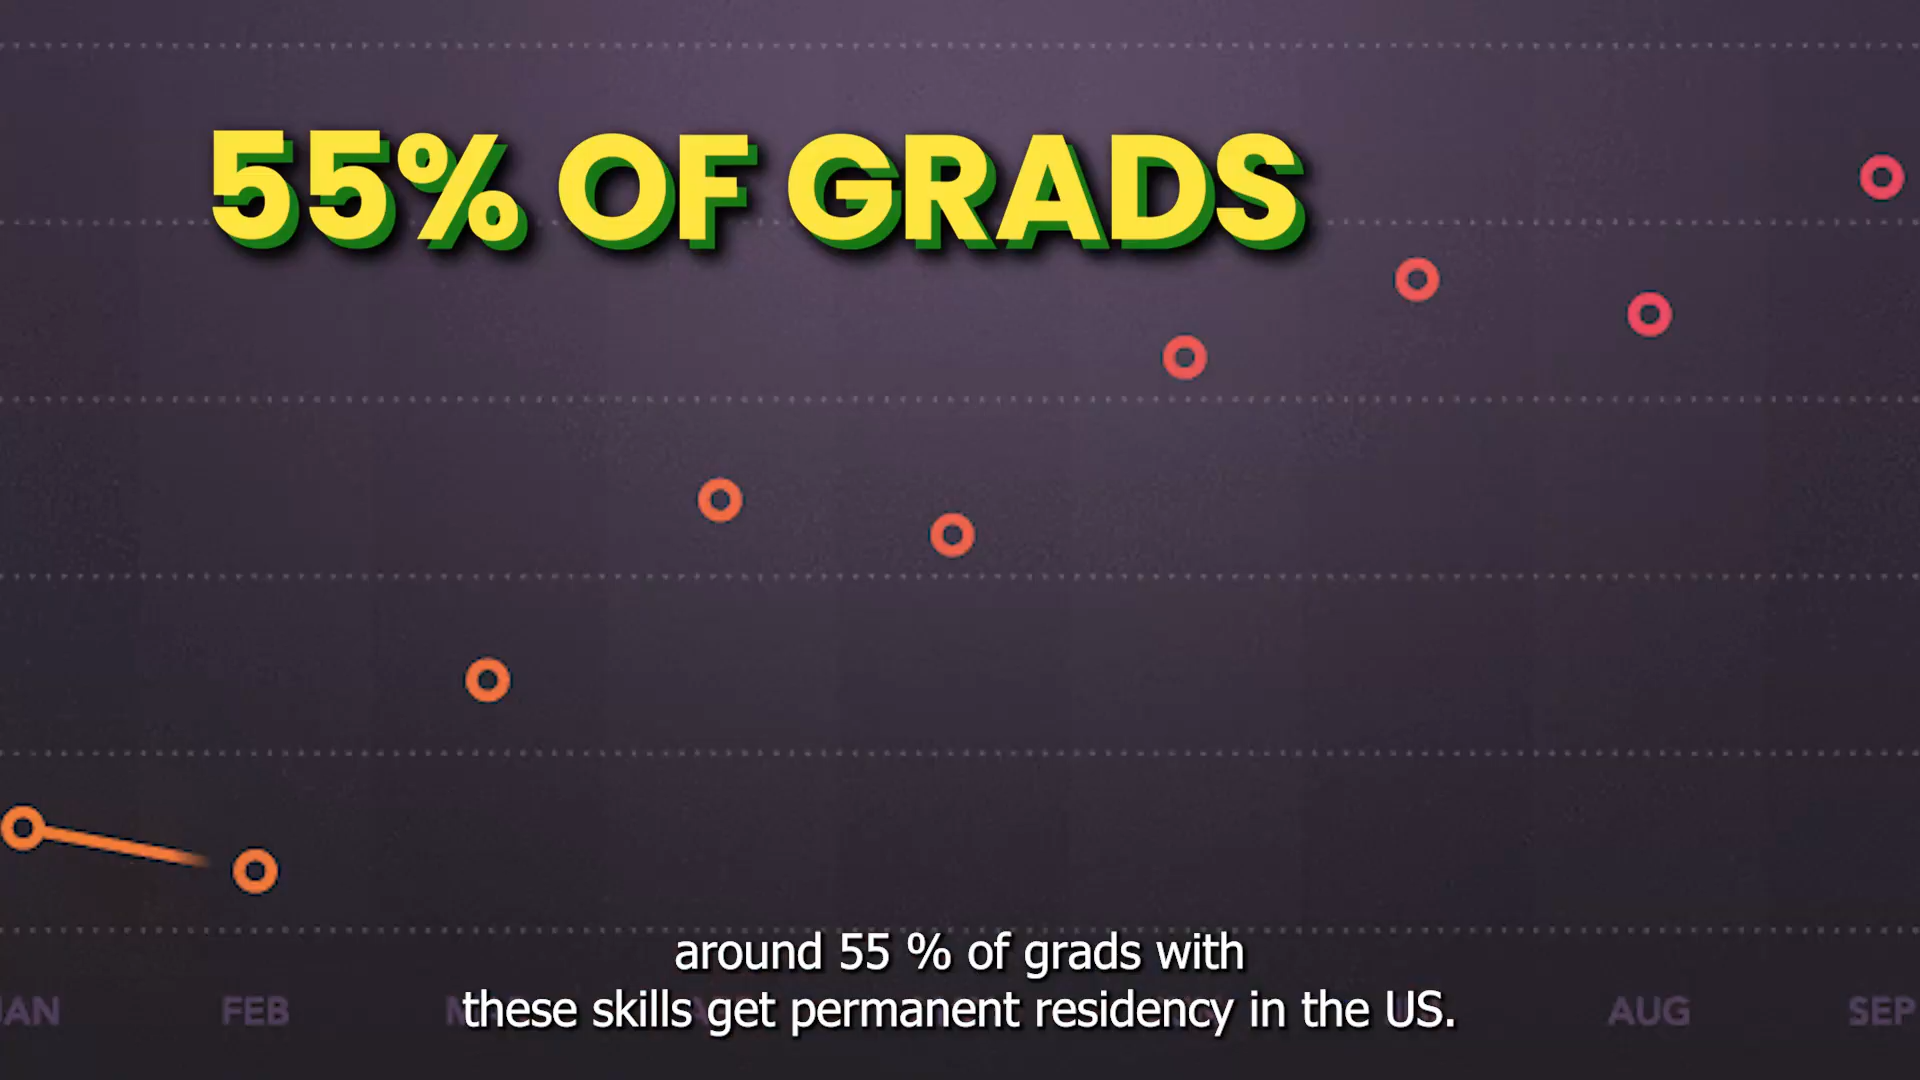 55% OF GRADS
around 55 % of grads with
these skills get permanent residency in the US.
JAN FEB AUG SEP